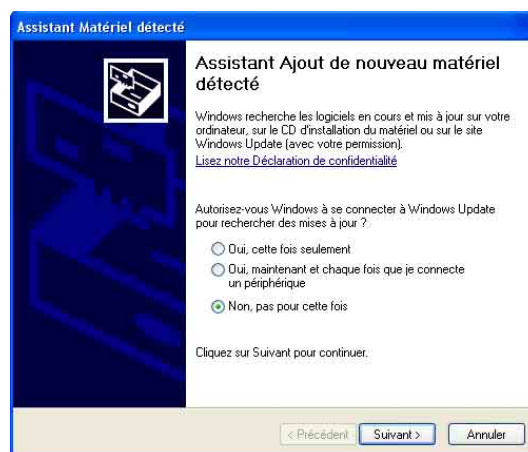 Assistant Matériel détecté
Assistant Ajout de nouveau matériel
détecté
Windows recherche les logiciels en cours et mis à jour sur votre
ordinateur, sur le CD d'installation du matériel ou sur le site
Windows Update (avec votre permission).
Lisez notre Déclaration de confidentialité
Autorisez-vous Windows à se connecter à Windows Update
pour rechercher des mises à jour ?
Oui, cette fois seulement
Oui, maintenant et chaque fois que je connecte
un périphérique
Non, pas pour cette fois
Cliquez sur Suivant pour continuer.
< Précédent Suivant > Annuler